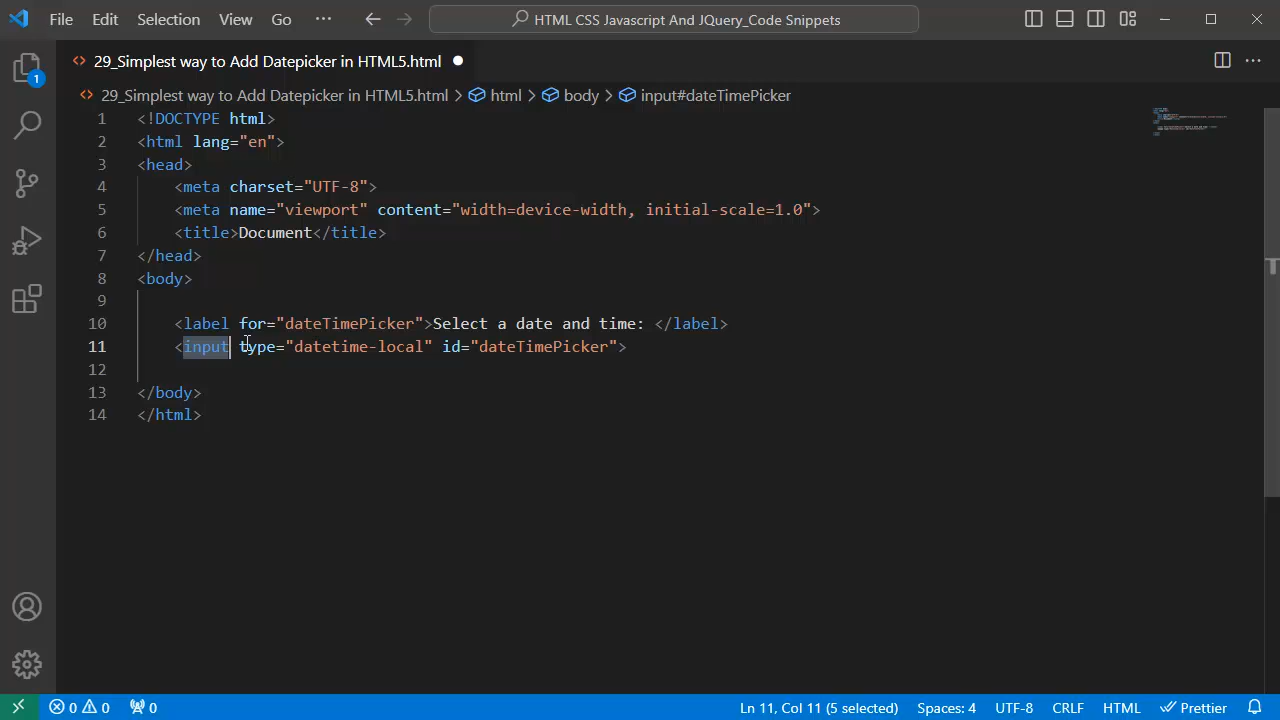 File Edit Selection View Go ··· HTML CSS Javascript And JQuery_Code Snippets
29_Simplest way to Add Datepicker in HTML5.html
29_Simplest way to Add Datepicker in HTML5.html > html > body > input#dateTimePicker
1
1 <!DOCTYPE html>
2 <html lang="en">
3 <head>
4 <meta charset="UTF-8">
5 <meta name="viewport" content="width=device-width, initial-scale=1.0">
6 <title>Document</title>
7 </head>
8 <body>
9
10 <label for="dateTimePicker">Select a date and time: </label>
11 <input type="datetime-local" id="dateTimePicker">
12
13 </body>
14 </html>
0 0 0 Ln 11, Col 11 (5 selected) Spaces: 4 UTF-8 CRLF HTML Prettier